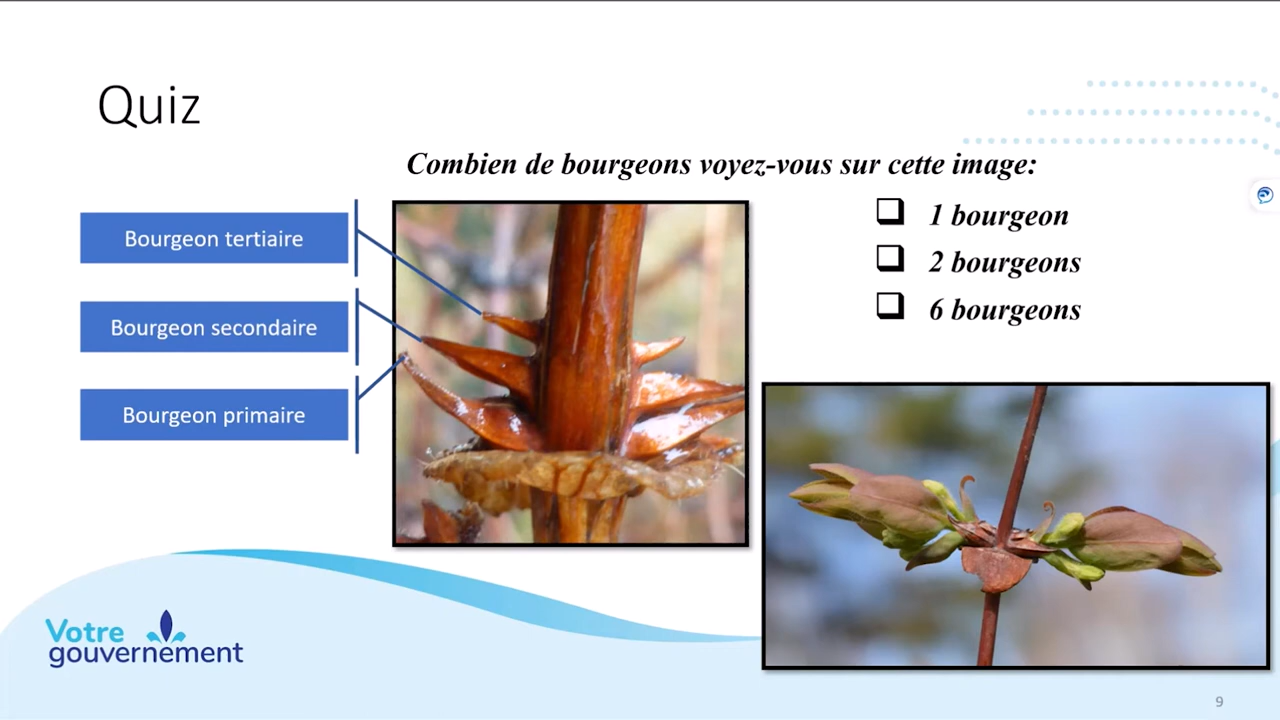 Quiz
Combien de bourgeons voyez-vous sur cette image:
Bourgeon tertiaire
Bourgeon secondaire
Bourgeon primaire
1 bourgeon
2 bourgeons
6 bourgeons
Votre
gouvernement
9